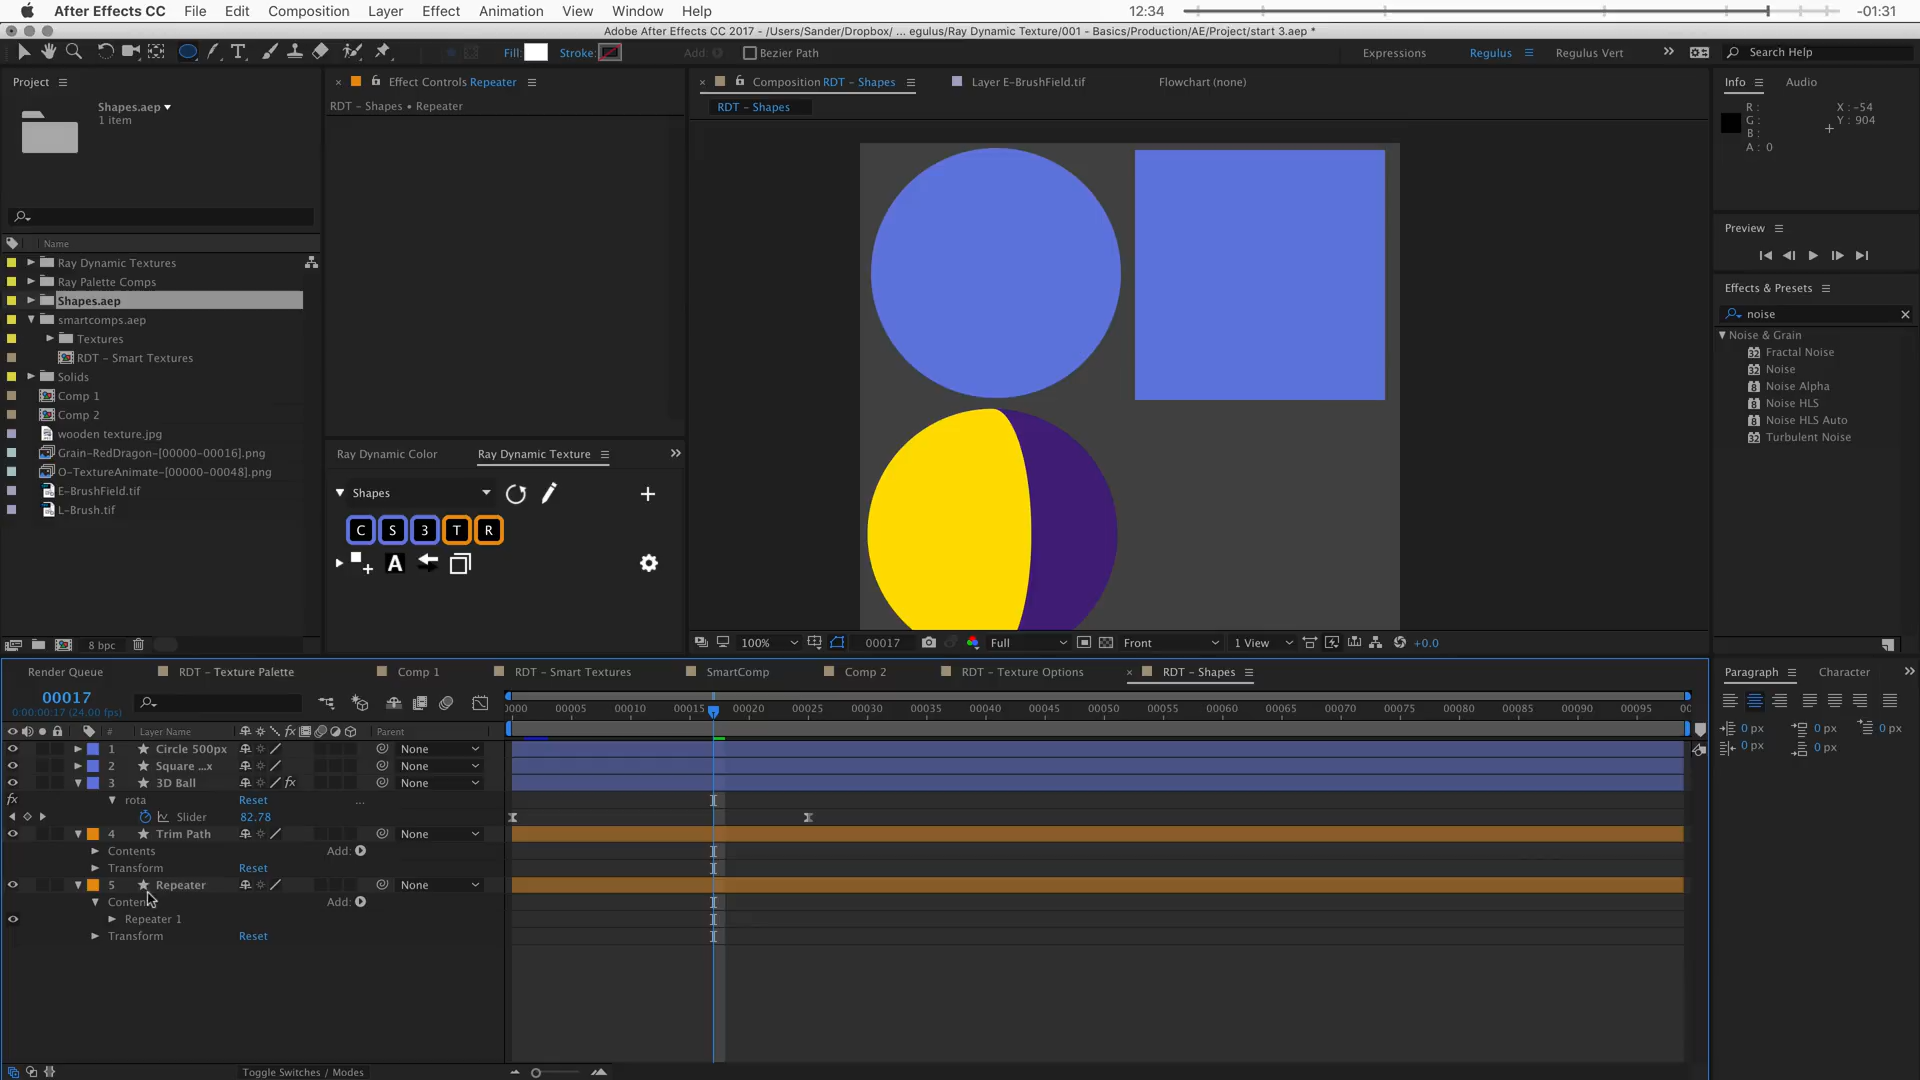 After Effects CC File Edit Composition Layer Effect Animation View Window Help 12:34 -01:31
Adobe After Effects CC 2017 - /Users/Sander/Dropbox/ ... egulus/Ray Dynamic Texture/001 - Basics/Production/AE/Project/start 3.aep *
T Fill: Stroke: Add: Bezier Path Expressions Regulus Regulus Vert Search Help
Project Effect Controls Repeater Composition RDT - Shapes Layer E-BrushField.tif Flowchart (none) Info Audio
Shapes.aep
1 item
RDT - Shapes • Repeater
RDT - Shapes
R :
G :
B :
A : 0
X : -54
Y : 904
Preview
Effects & Presets
noise
Noise & Grain
Fractal Noise
Noise
Noise Alpha
Noise HLS
Noise HLS Auto
Turbulent Noise
Name
Ray Dynamic Textures
Ray Palette Comps
Shapes.aep
smartcomps.aep
Textures
RDT - Smart Textures
Solids
Comp 1
Comp 2
wooden texture.jpg
Grain-RedDragon-[00000-00016].png
O-TextureAnimate-[00000-00048].png
E-BrushField.tif
L-Brush.tif
8 bpc
Ray Dynamic Color Ray Dynamic Texture
Shapes
C S 3 T R
A
100% 00017 Full Front 1 View +0.0
Render Queue RDT - Texture Palette Comp 1 RDT - Smart Textures SmartComp Comp 2 RDT - Texture Options RDT - Shapes
Paragraph Character
00017
0:00:00:17 (24.00 fps)
0000 00005 00010 00015 00020 00025 00030 00035 00040 00045 00050 00055 00060 00065 00070 00075 00080 00085 00090 00095 00
0 px 0 px 0 px
0 px 0 px
# Layer Name Parent
1 Circle 500px None
2 Square ...x None
3 3D Ball fx None
fx rota Reset ...
Slider 82.78
4 Trim Path None
Contents Add:
Transform Reset
5 Repeater None
Add:
Repeater 1
Transform Reset
Toggle Switches / Modes